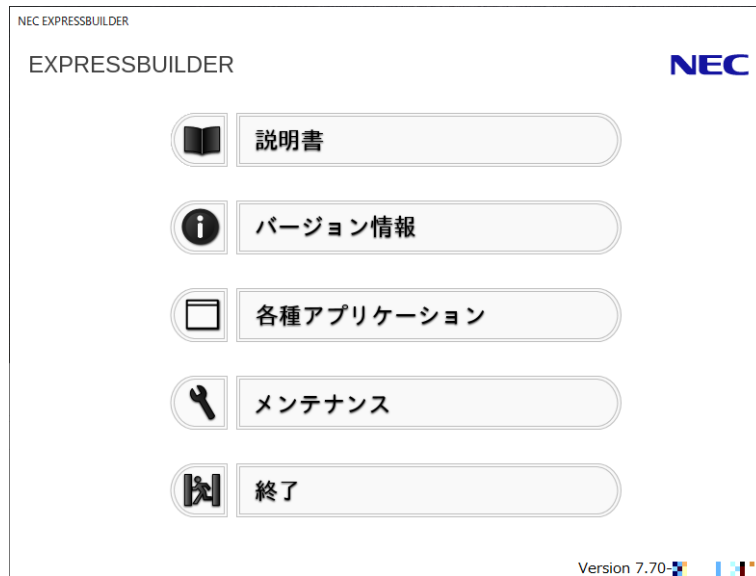 NEC EXPRESSBUILDER
EXPRESSBUILDER
NEC
説明書
バージョン情報
各種アプリケーション
メンテナンス
終了
Version 7.70-